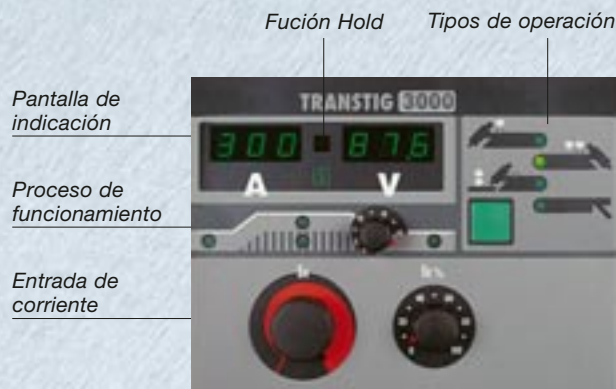 Fución Hold
Tipos de operación
Pantalla de
indicación
Proceso de
funcionamiento
Entrada de
corriente
TRANSTIG 3000
300
87,6
A
V